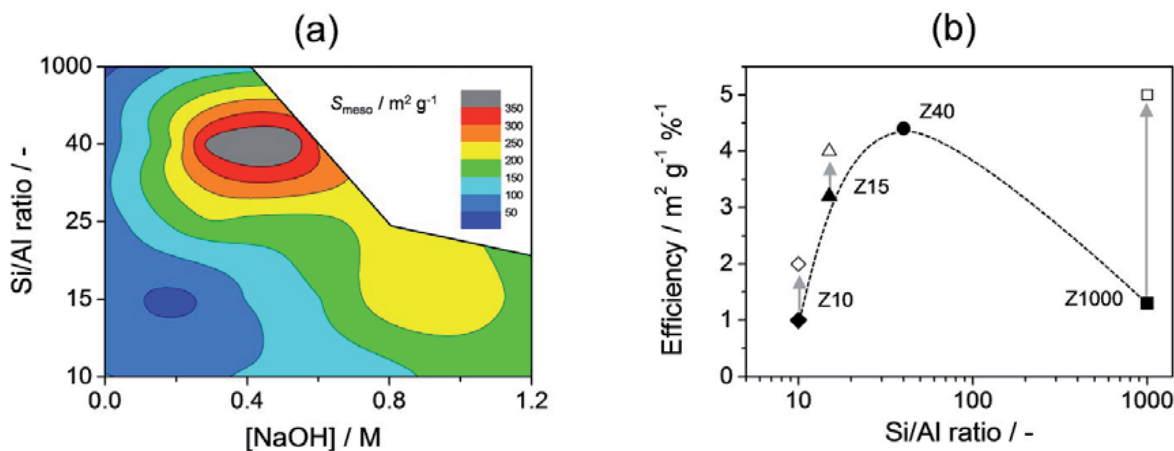 (a)
Si/Al ratio / -
1000
40
25
15
10
0.0 0.4 0.8 1.2
[NaOH] / M
S_meso / m² g⁻¹
350
300
250
200
150
100
50
(b)
Efficiency / m² g⁻¹ %⁻¹
5
4
3
2
1
0
Z40
Z15
Z10
Z1000
10 100 1000
Si/Al ratio / -